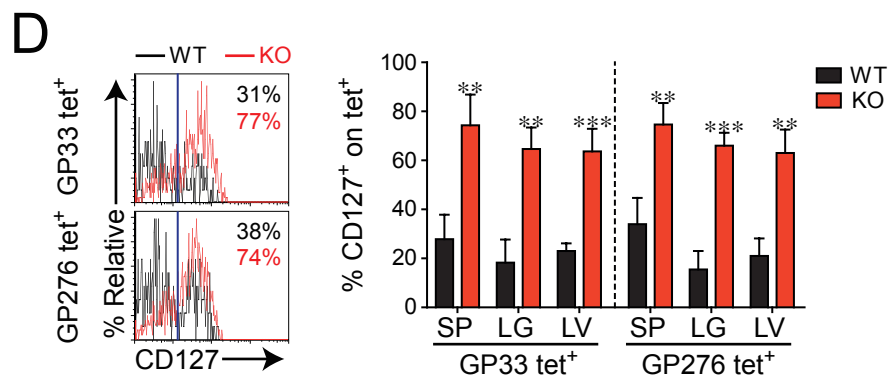 D
WT KO
GP33 tet+
31%
77%
GP276 tet+
38%
74%
% Relative
CD127
% CD127+ on tet+
100
80
60
40
20
0
** ** *** ** *** **
SP LG LV SP LG LV
GP33 tet+ GP276 tet+
WT
KO